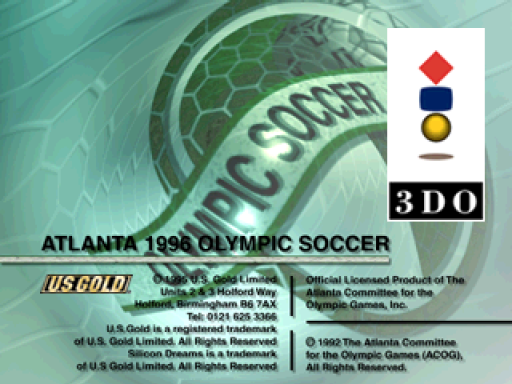 OLYMPIC SOCCER
3DO
ATLANTA 1996 OLYMPIC SOCCER
U.S. GOLD
© 1995 U.S. Gold Limited
Units 2 & 3 Holford Way
Holford, Birmingham B6 7AX
Tel: 0121 625 3366
U.S.Gold is a registered trademark
of U.S. Gold Limited. All Rights Reserved
Silicon Dreams is a trademark
of U.S Gold Limited. All Rights Reserved
Official Licensed Product of The
Atlanta Committee for the
Olympic Games, Inc.
© 1992 The Atlanta Committee
for the Olympic Games (ACOG),
All Rights Reserved.